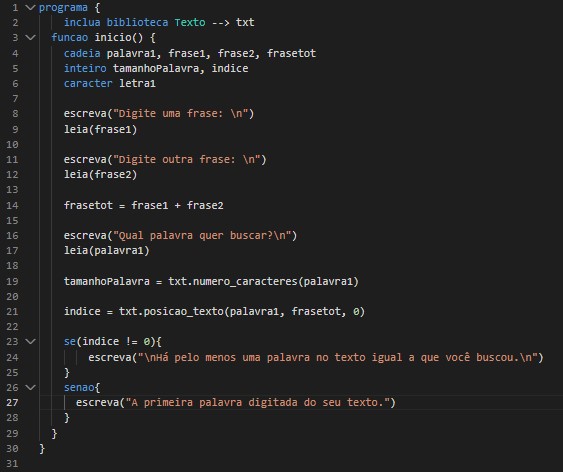 1 programa {
2 inclua biblioteca Texto --> txt
3 funcao inicio() {
4 cadeia palavra1, frase1, frase2, frasetot
5 inteiro tamanhoPalavra, indice
6 caracter letra1
7
8 escreva("Digite uma frase: \n")
9 leia(frase1)
10
11 escreva("Digite outra frase: \n")
12 leia(frase2)
13
14 frasetot = frase1 + frase2
15
16 escreva("Qual palavra quer buscar?\n")
17 leia(palavra1)
18
19 tamanhoPalavra = txt.numero_caracteres(palavra1)
20
21 indice = txt.posicao_texto(palavra1, frasetot, 0)
22
23 se(indice != 0){
24 escreva("\nHá pelo menos uma palavra no texto igual a que você buscou.\n")
25 }
26 senao{
27 escreva("A primeira palavra digitada do seu texto.")
28 }
29 }
30 }
31